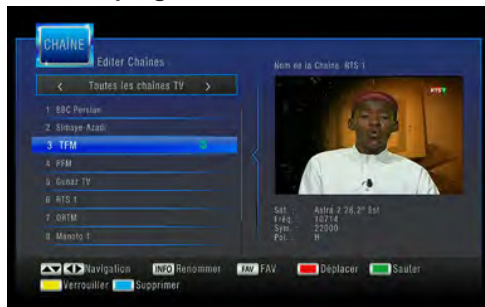 CHAÎNE
Editer Chaînes
Toutes les chaînes TV
Nom de la Chaîne RTS 1
1 BBC Persian
2 Simaye-Azadi
3 TFM
4 PFM
5 Gunaz TV
6 RTS 1
7 ORTM
8 Manoto 1
RTS1
Sat. : Astra 2 28,2° Est
Fréq. : 10714
Sym. : 22000
Pol. : H
Navigation INFO Renommer FAV FAV Déplacer Sauter
Verrouiller Supprimer